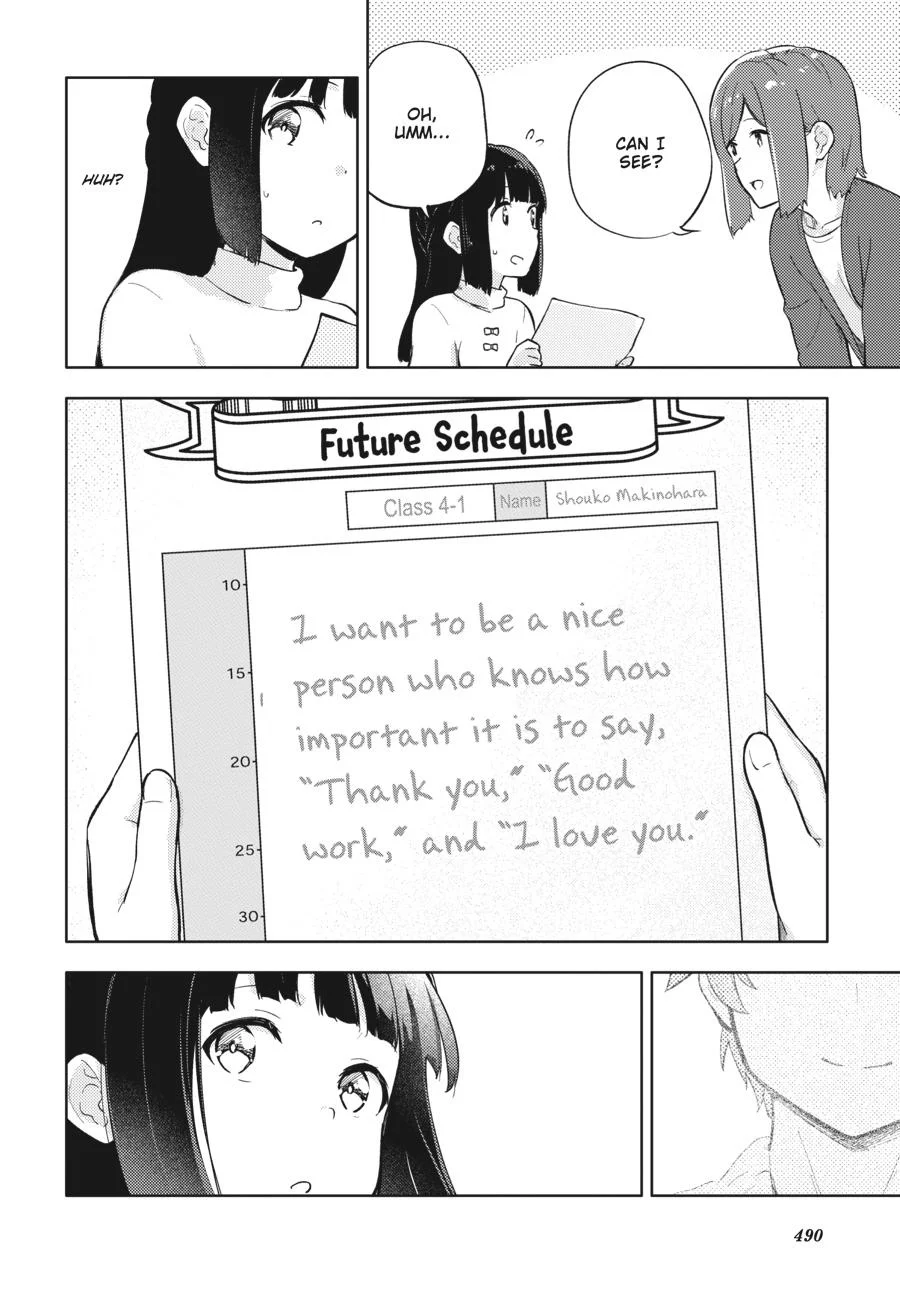 CAN I
SEE?
OH,
UMM...
HUH?
Future Schedule
Class 4-1
Name
Shouko Makinohara
10
15
20
25
30
I want to be a nice
person who knows how
important it is to say,
"Thank you," "Good
work," and "I love you."
490